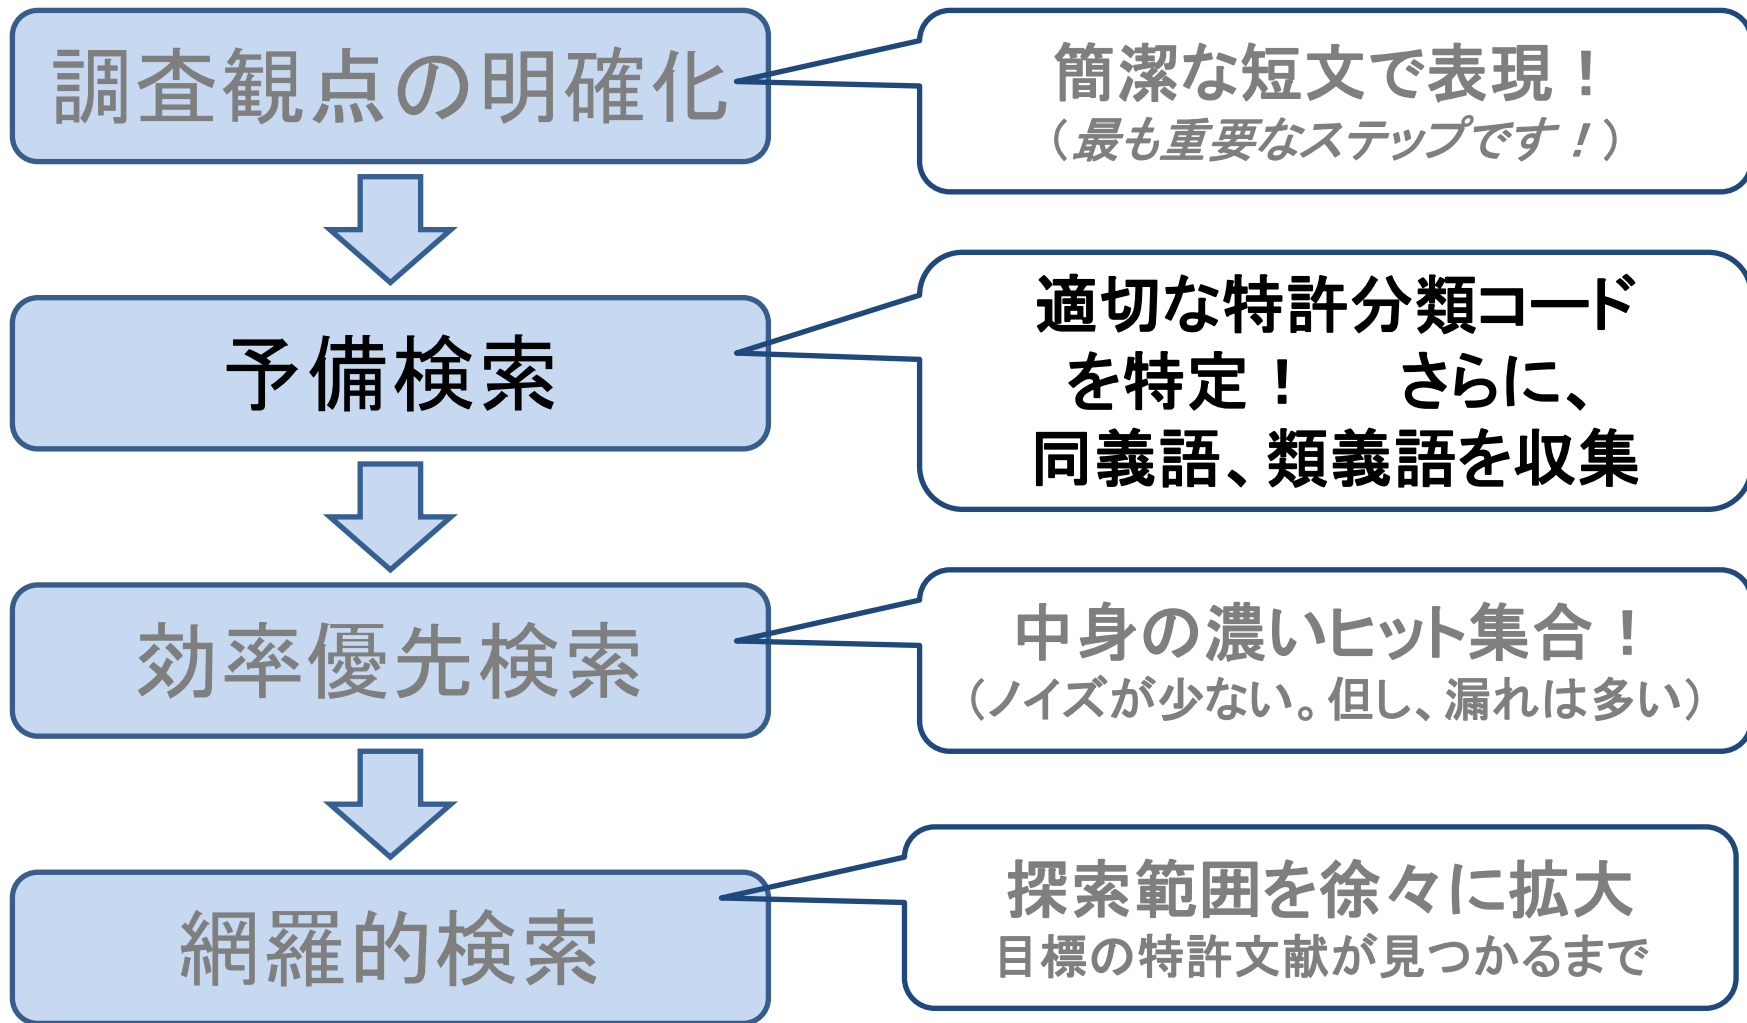 調査観点の明確化
簡潔な短文で表現！
（最も重要なステップです！）
予備検索
適切な特許分類コード
を特定！　さらに、
同義語、類義語を収集
効率優先検索
中身の濃いヒット集合！
（ノイズが少ない。但し、漏れは多い）
網羅的検索
探索範囲を徐々に拡大
目標の特許文献が見つかるまで